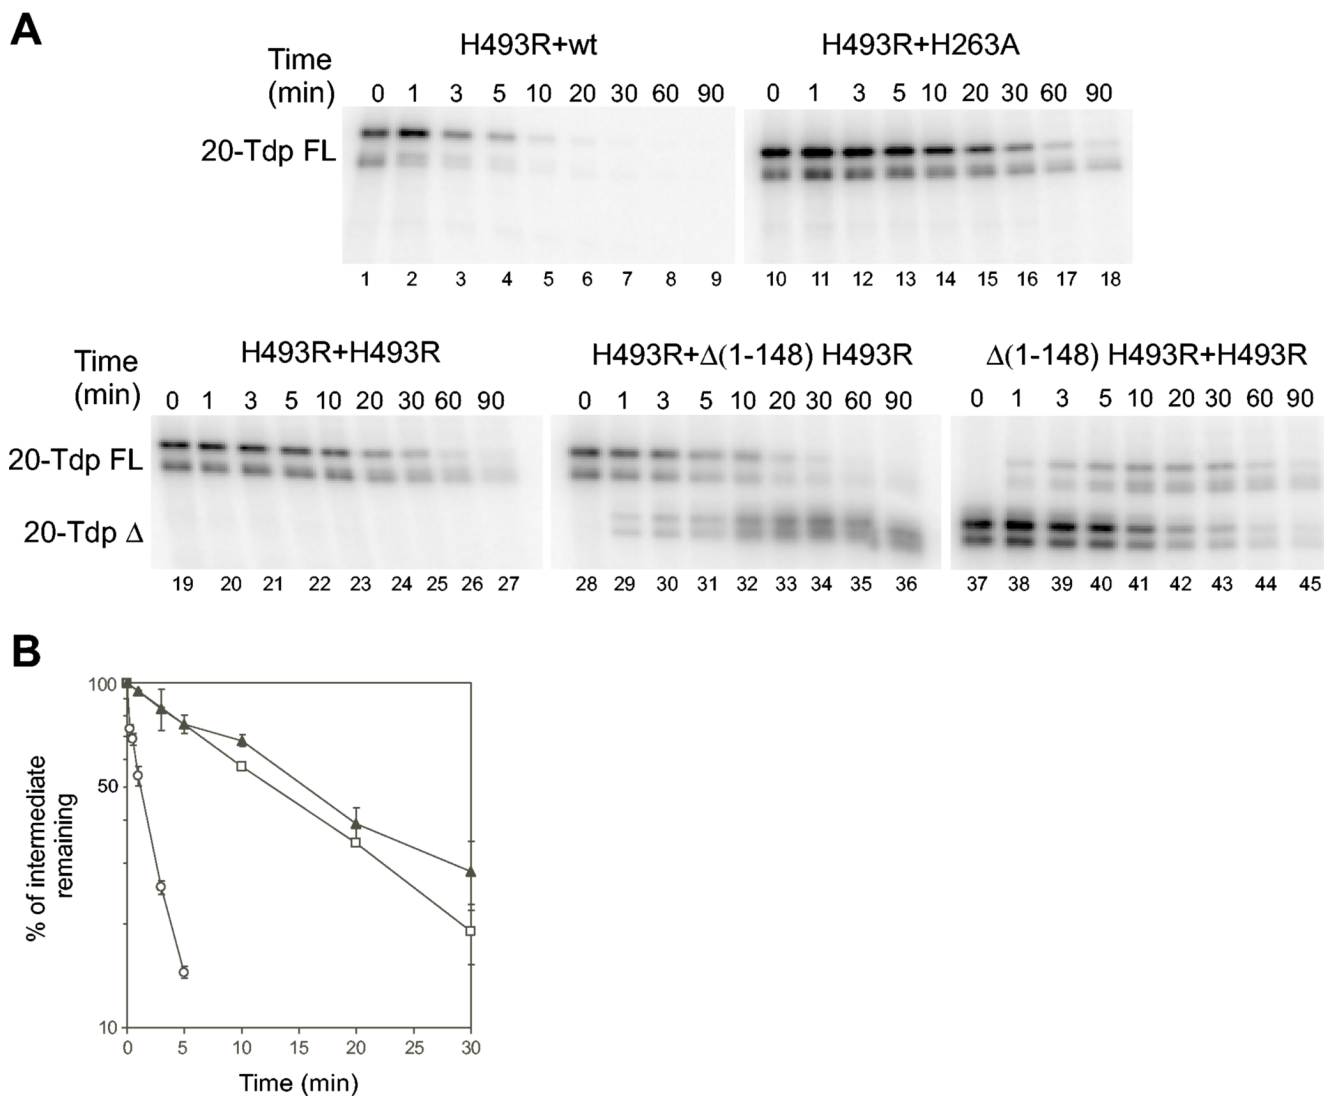 A
H493R+wt
H493R+H263A
Time
(min)
0 1 3 5 10 20 30 60 90
0 1 3 5 10 20 30 60 90
20-Tdp FL
1 2 3 4 5 6 7 8 9
10 11 12 13 14 15 16 17 18
H493R+H493R
H493R+Δ(1-148) H493R
Δ(1-148) H493R+H493R
Time
(min)
0 1 3 5 10 20 30 60 90
0 1 3 5 10 20 30 60 90
0 1 3 5 10 20 30 60 90
20-Tdp FL
20-Tdp Δ
19 20 21 22 23 24 25 26 27
28 29 30 31 32 33 34 35 36
37 38 39 40 41 42 43 44 45
B
100
50
10
% of intermediate
remaining
0 5 10 15 20 25 30
Time (min)